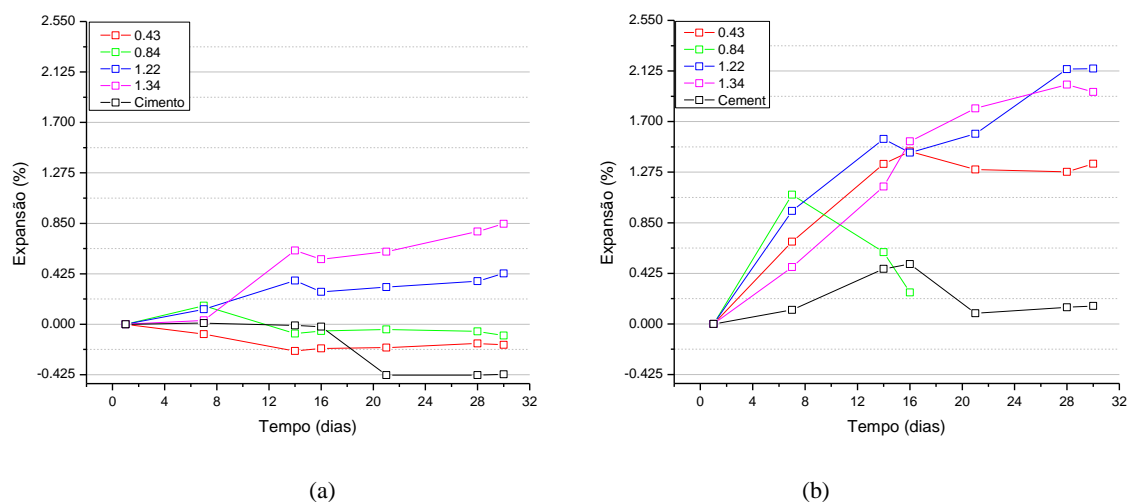 2.550
2.125
1.700
1.275
0.850
0.425
0.000
-0.425
Expansão (%)
0.43
0.84
1.22
1.34
Cimento
0 4 8 12 16 20 24 28 32
Tempo (dias)
(a)
2.550
2.125
1.700
1.275
0.850
0.425
0.000
-0.425
Expansão (%)
0.43
0.84
1.22
1.34
Cement
0 4 8 12 16 20 24 28 32
Tempo (dias)
(b)